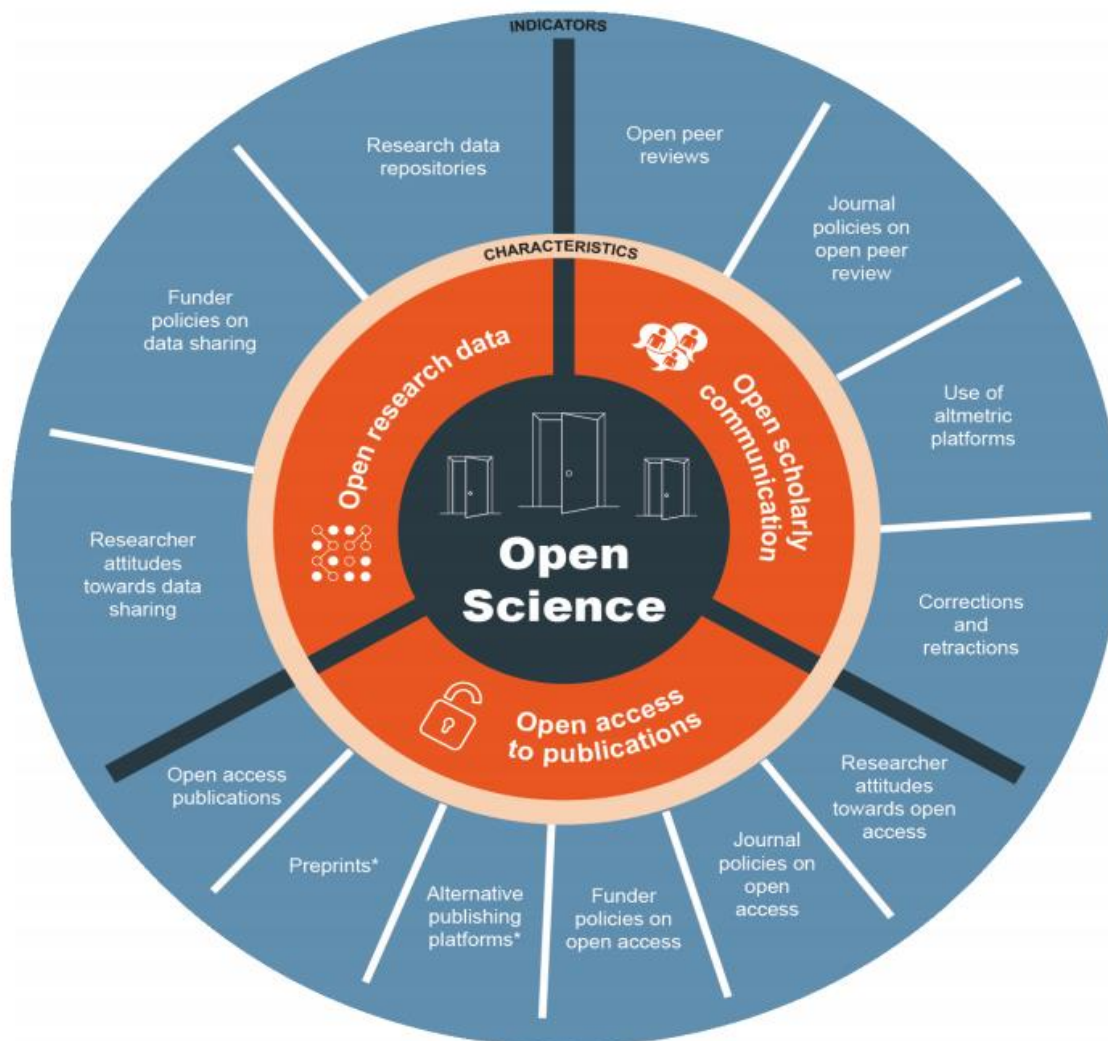 INDICATORS
Research data
repositories
Open peer
reviews
Journal
policies on
open peer
review
Use of
altmetric
platforms
Corrections
and
retractions
Researcher
attitudes
towards open
access
Journal
policies on
open
access
Funder
policies on
open access
Alternative
publishing
platforms*
Preprints*
Open access
publications
Researcher
attitudes
towards data
sharing
Funder
policies on
data sharing
CHARACTERISTICS
Open research data
Open scholarly
communication
Open access
to publications
Open
Science